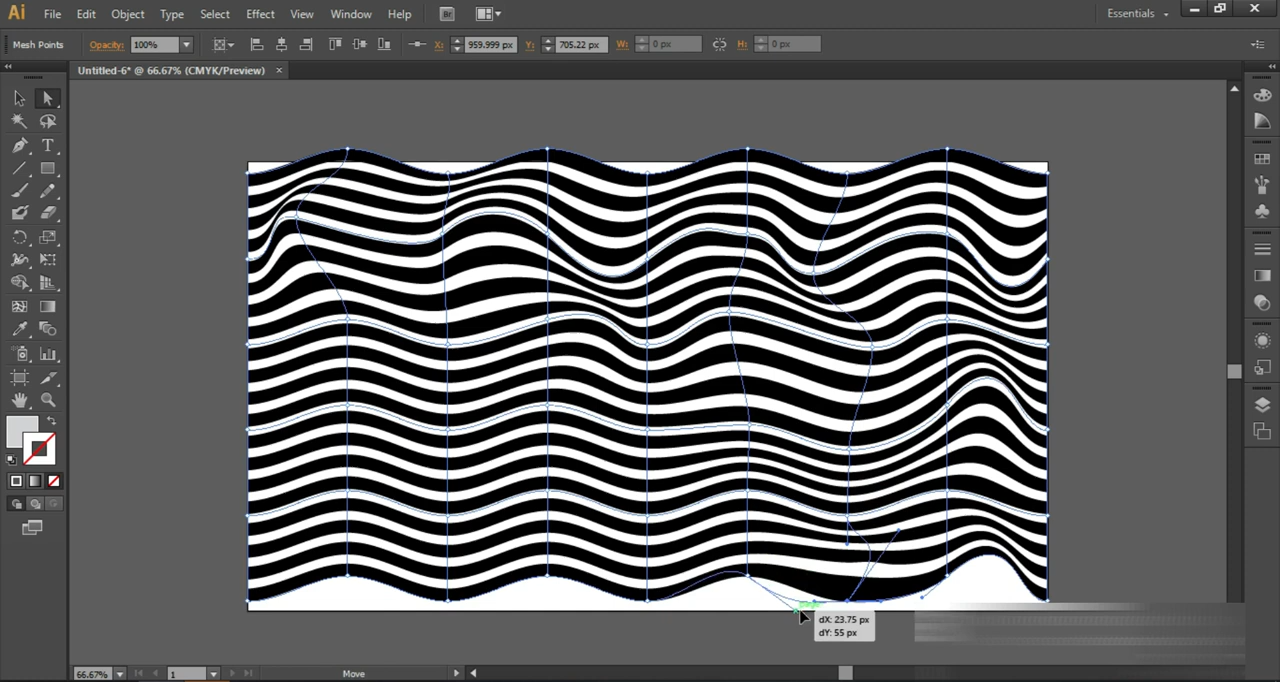 Ai File Edit Object Type Select Effect View Window Help Br Essentials
Mesh Points Opacity: 100% X: 959.999 px Y: 705.22 px W: 0 px H: 0 px
Untitled-6* @ 66.67% (CMYK/Preview) ×
T
dX: 23.75 px
dY: 55 px
66.67% 1 Move